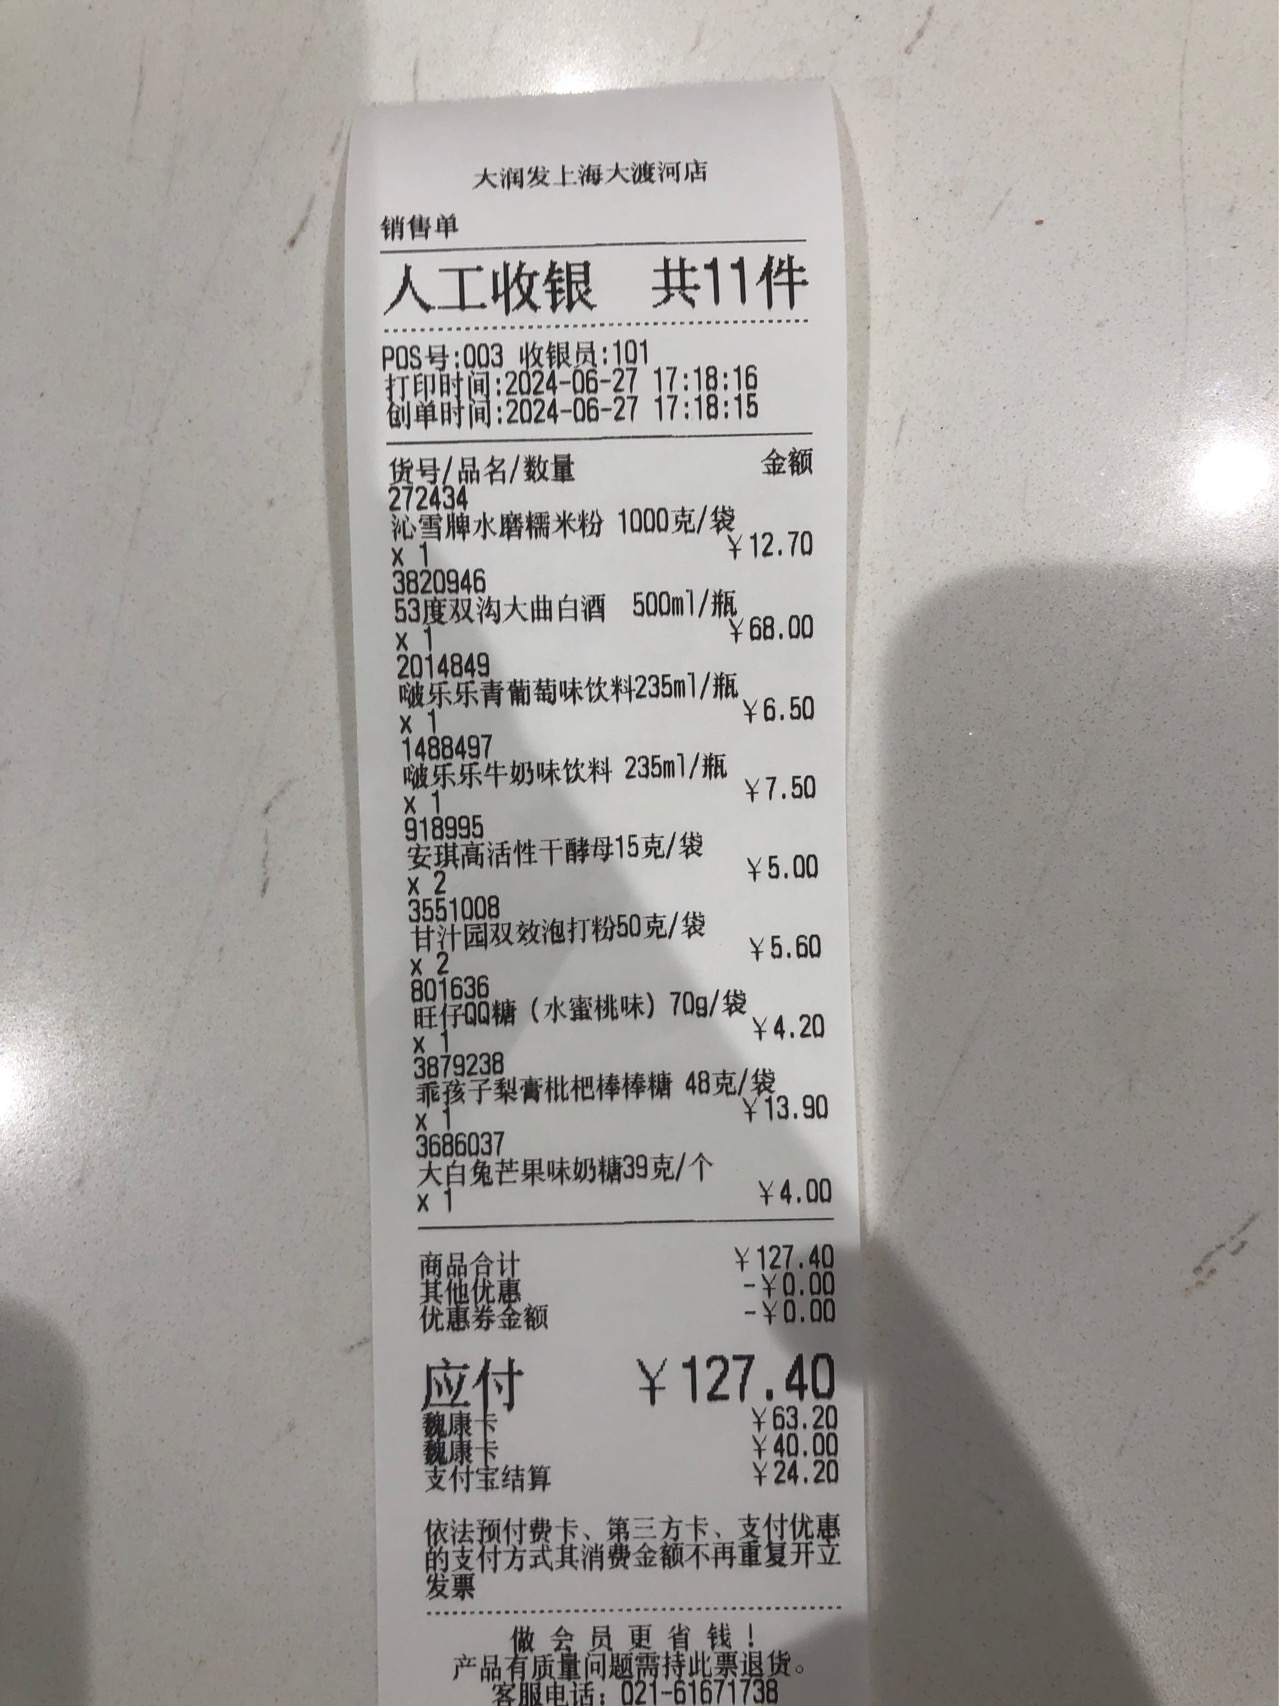 大润发上海大渡河店
销售单
人工收银 共11件
POS号:003 收银员:101
打印时间:2024-06-27 17:18:16
创单时间:2024-06-27 17:18:15
货号/品名/数量 金额
272434
沁雪牌水磨糯米粉 1000克/袋
x 1 ¥12.70
3820946
53度双沟大曲白酒 500ml/瓶
x 1 ¥68.00
2014849
啵乐乐青葡萄味饮料235ml/瓶
x 1 ¥6.50
1488497
啵乐乐牛奶味饮料 235ml/瓶
x 1 ¥7.50
918995
安琪高活性干酵母15克/袋
x 2 ¥5.00
3551008
甘汁园双效泡打粉50克/袋
x 2 ¥5.60
801636
旺仔QQ糖（水蜜桃味）70g/袋
x 1 ¥4.20
3879238
乖孩子梨膏枇杷棒棒糖 48克/袋
x 1 ¥13.90
3686037
大白兔芒果味奶糖39克/个
x 1 ¥4.00
商品合计 ¥127.40
其他优惠 -¥0.00
优惠券金额 -¥0.00
应付 ¥127.40
魏康卡 ¥63.20
魏康卡 ¥40.00
支付宝结算 ¥24.20
依法预付费卡、第三方卡、支付优惠
的支付方式其消费金额不再重复开立
发票
做会员更省钱！
产品有质量问题需持此票退货。
客服电话：021-61671738